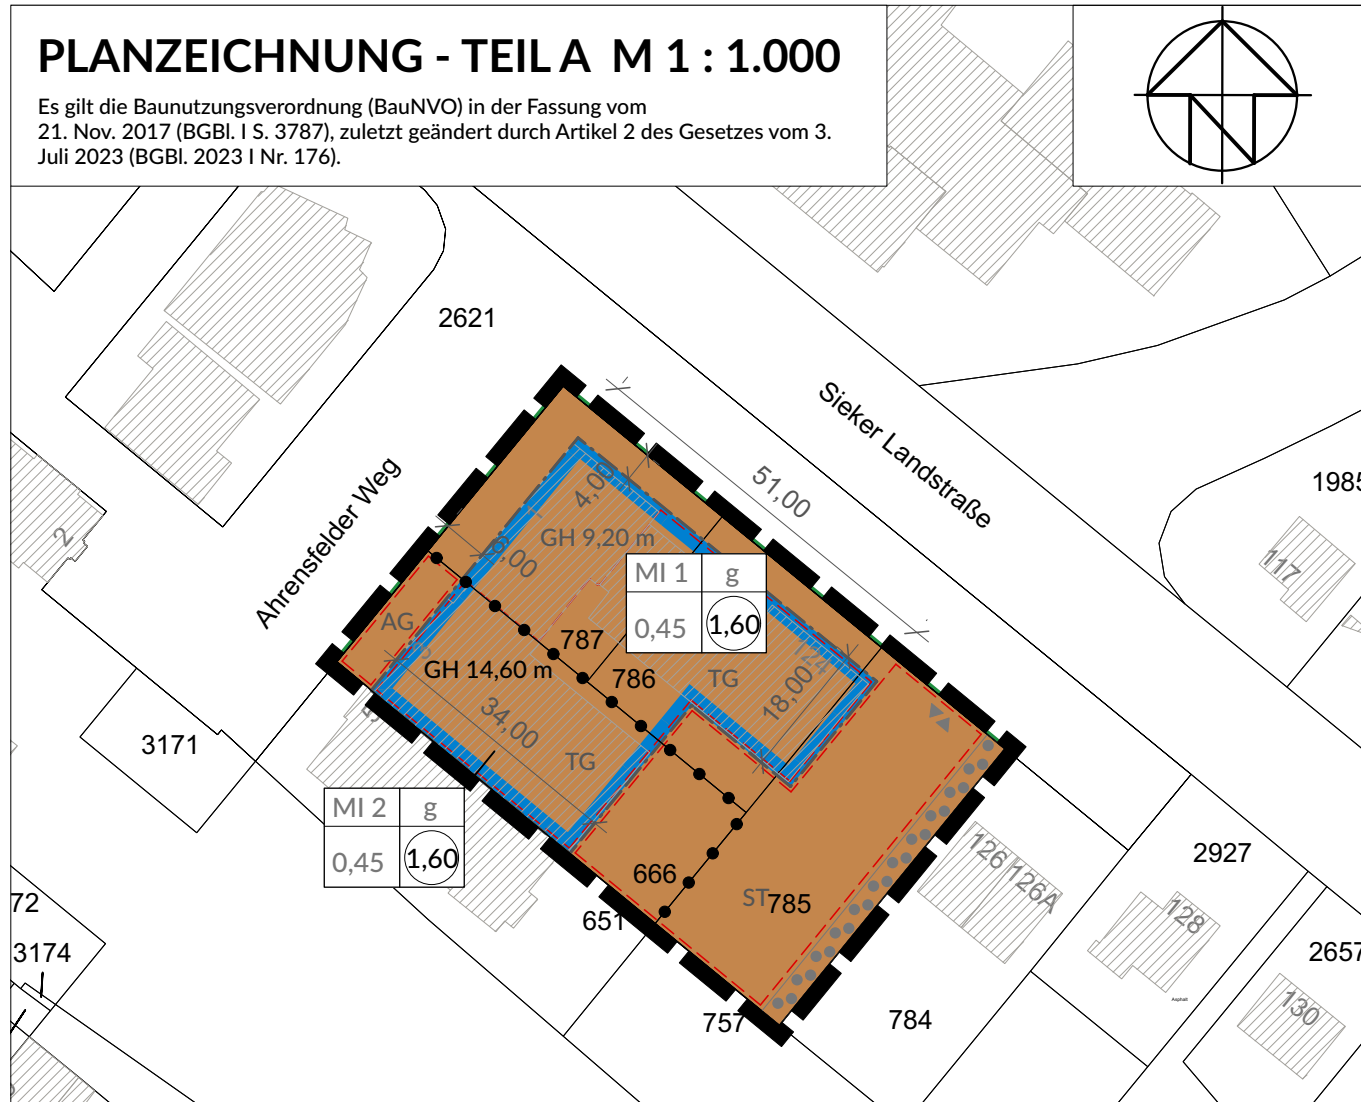 PLANZEICHNUNG - TEIL A M 1 : 1.000
Es gilt die Baunutzungsverordnung (BauNVO) in der Fassung vom
21. Nov. 2017 (BGBl. I S. 3787), zuletzt geändert durch Artikel 2 des Gesetzes vom 3.
Juli 2023 (BGBl. 2023 I Nr. 176).
N
2621
Sieker Landstraße
Ahrensfelder Weg
51,00
1985
2
GH 9,20 m
117
MI 1 g
0,45 1,60
AG
787
GH 14,60 m
786
TG
18,00
34,00
TG
3171
MI 2 g
0,45 1,60
126
126A
2927
128
666
ST
785
651
72
3174
2657
Asphalt
130
757
784